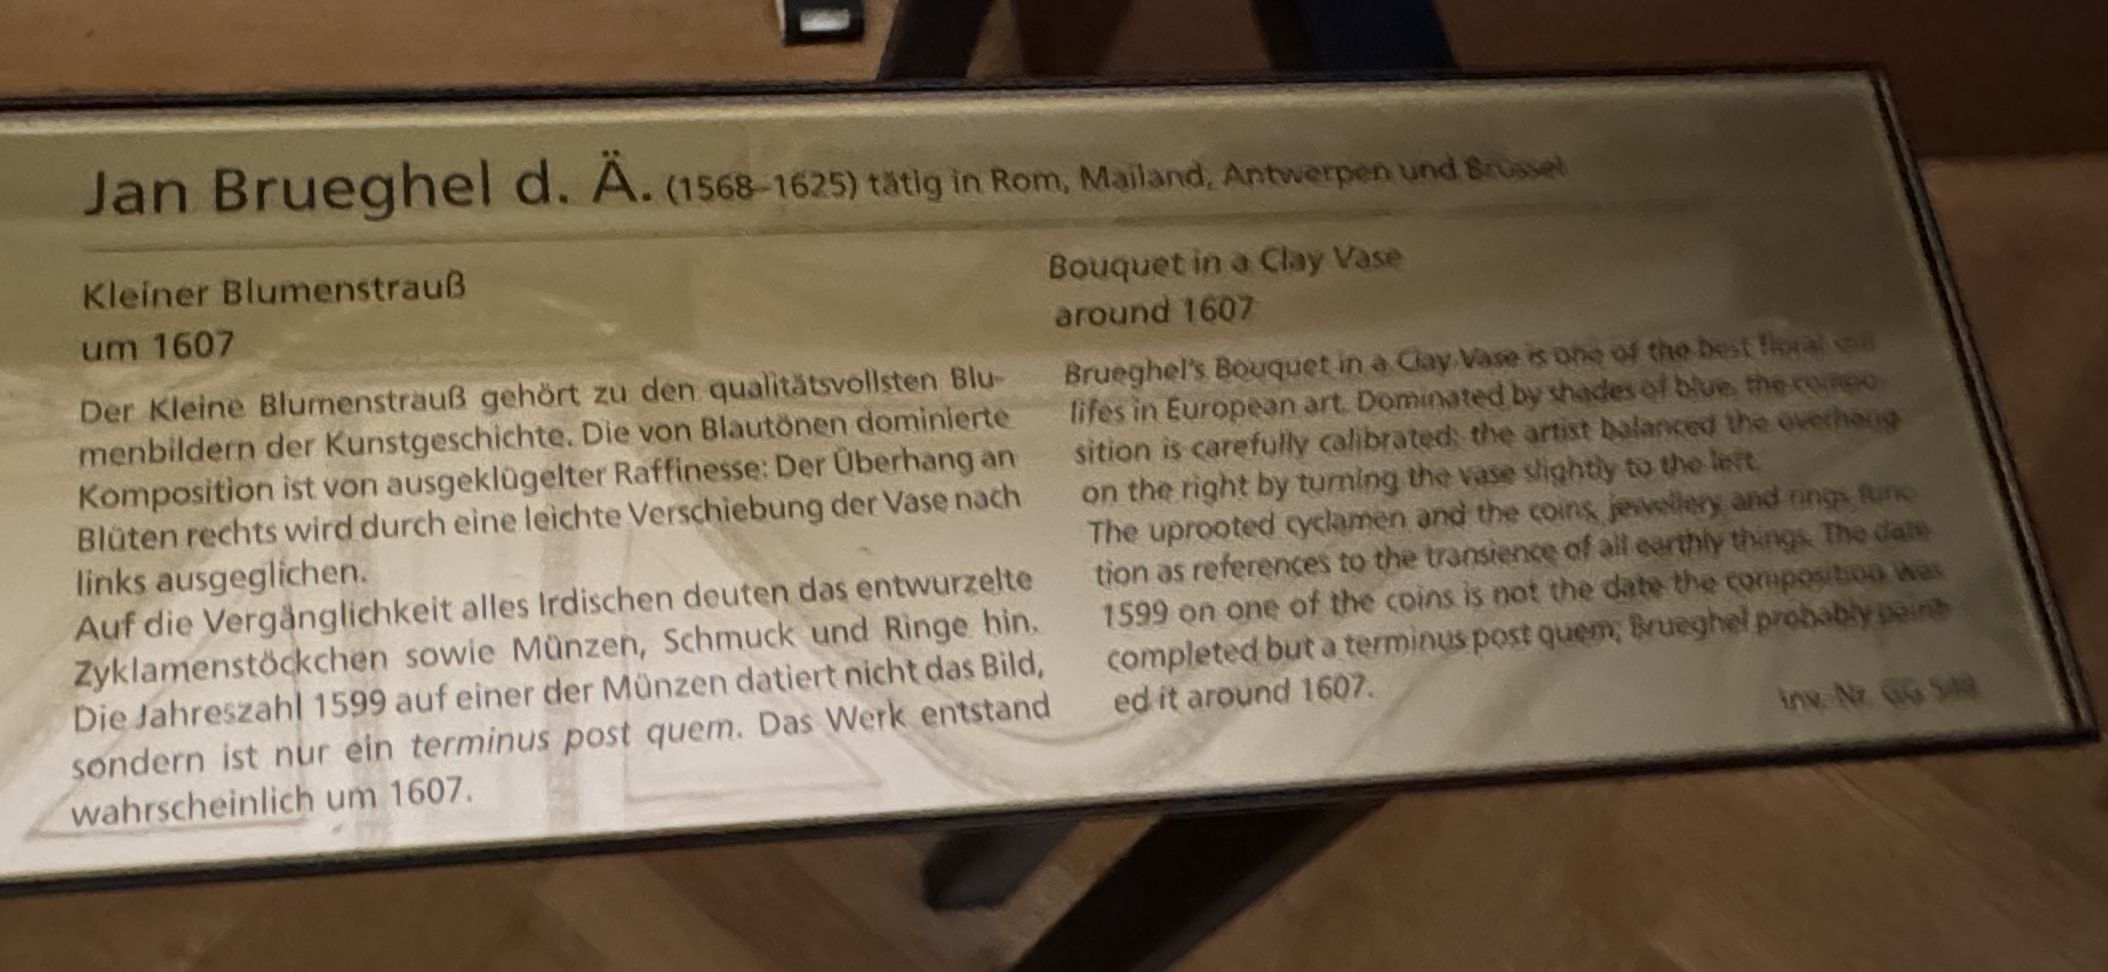 Jan Brueghel d. Ä. (1568–1625) tätig in Rom, Mailand, Antwerpen und Brüssel
Kleiner Blumenstrauß
um 1607
Der Kleine Blumenstrauß gehört zu den qualitätsvollsten Blu-
menbildern der Kunstgeschichte. Die von Blautönen dominierte
Komposition ist von ausgeklügelter Raffinesse: Der Überhang an
Blüten rechts wird durch eine leichte Verschiebung der Vase nach
links ausgeglichen.
Auf die Vergänglichkeit alles Irdischen deuten das entwurzelte
Zyklamenstöckchen sowie Münzen, Schmuck und Ringe hin.
Die Jahreszahl 1599 auf einer der Münzen datiert nicht das Bild,
sondern ist nur ein terminus post quem. Das Werk entstand
wahrscheinlich um 1607.
Bouquet in a Clay Vase
around 1607
Brueghel's Bouquet in a Clay Vase is one of the best floral still
lifes in European art. Dominated by shades of blue, the compo-
sition is carefully calibrated: the artist balanced the overhang
on the right by turning the vase slightly to the left.
The uprooted cyclamen and the coins, jewellery and rings func-
tion as references to the transience of all earthly things. The date
1599 on one of the coins is not the date the composition was
completed but a terminus post quem; Brueghel probably paint-
ed it around 1607.
Inv. Nr. GG